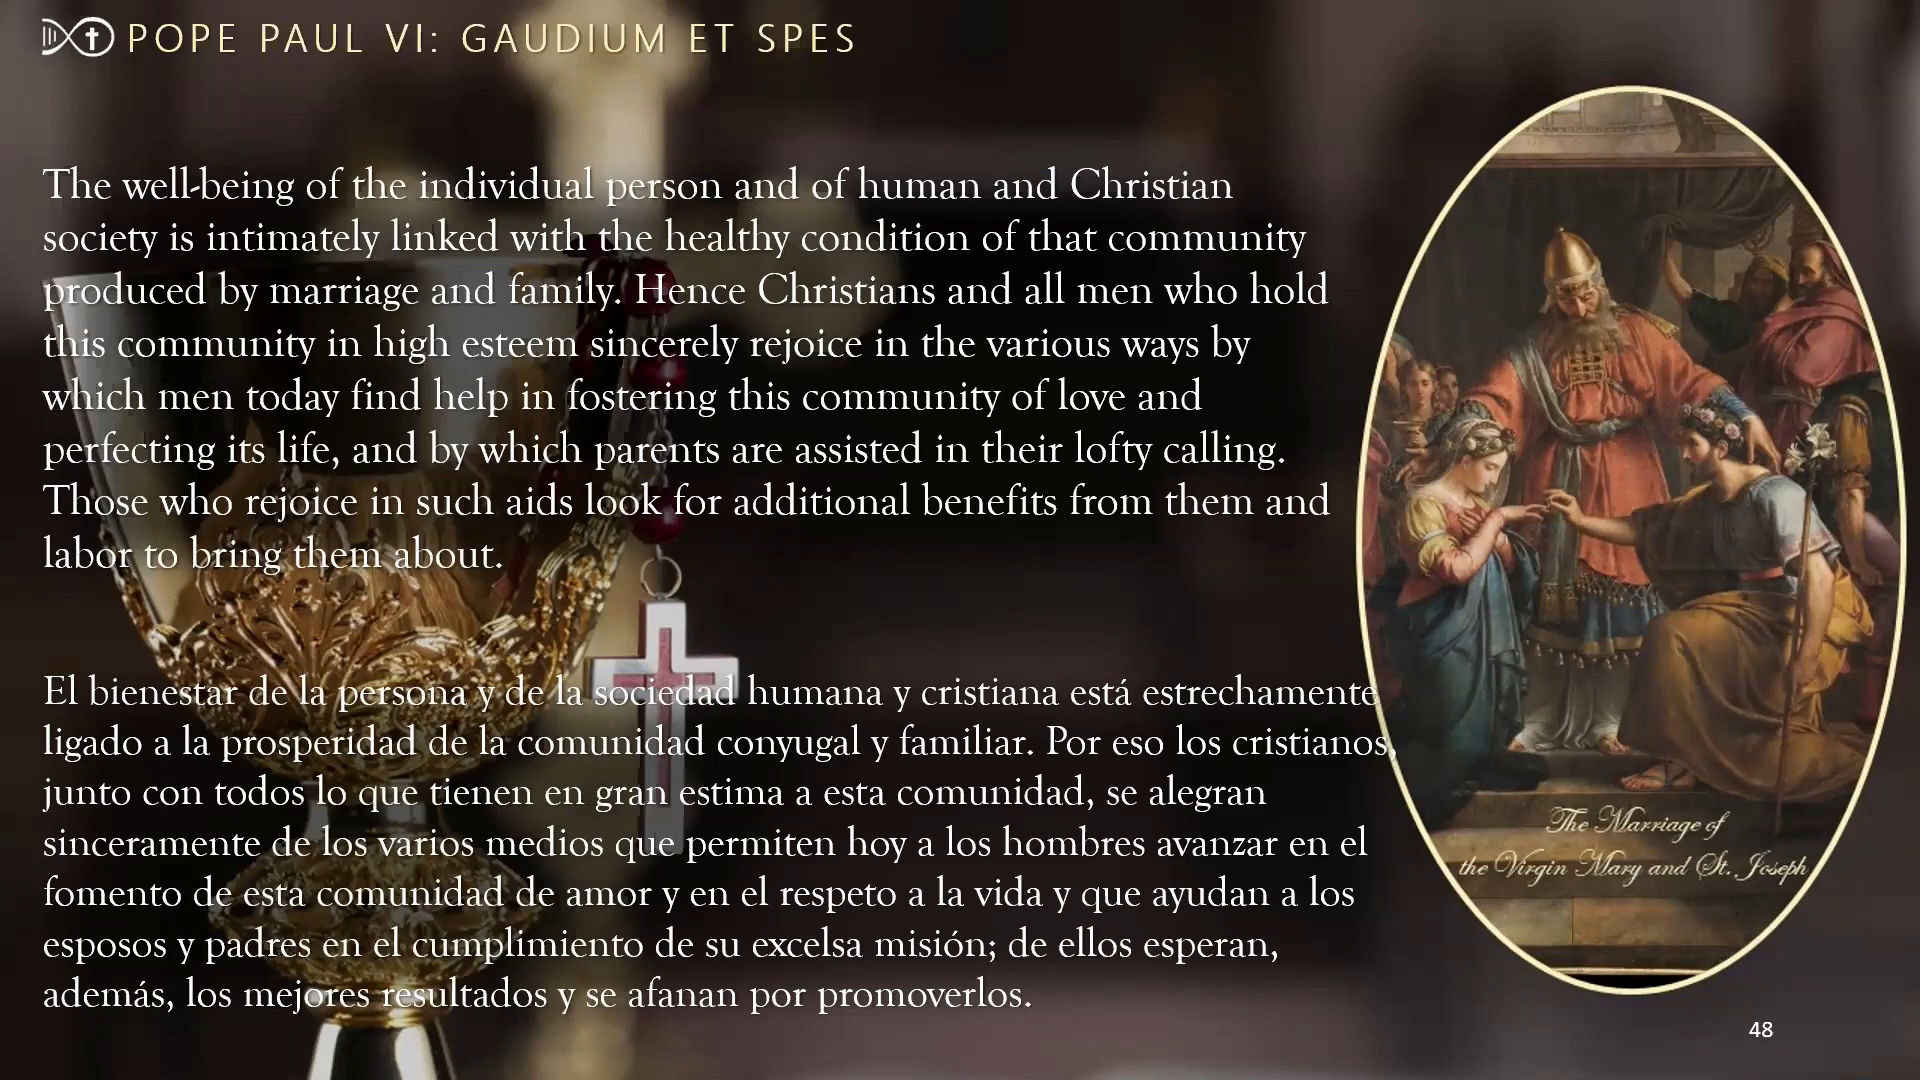 POPE PAUL VI: GAUDIUM ET SPES
The well-being of the individual person and of human and Christian
society is intimately linked with the healthy condition of that community
produced by marriage and family. Hence Christians and all men who hold
this community in high esteem sincerely rejoice in the various ways by
which men today find help in fostering this community of love and
perfecting its life, and by which parents are assisted in their lofty calling.
Those who rejoice in such aids look for additional benefits from them and
labor to bring them about.
El bienestar de la persona y de la sociedad humana y cristiana está estrechamente
ligado a la prosperidad de la comunidad conyugal y familiar. Por eso los cristianos,
junto con todos lo que tienen en gran estima a esta comunidad, se alegran
sinceramente de los varios medios que permiten hoy a los hombres avanzar en el
fomento de esta comunidad de amor y en el respeto a la vida y que ayudan a los
esposos y padres en el cumplimiento de su excelsa misión; de ellos esperan,
además, los mejores resultados y se afanan por promoverlos.
The Marriage of
the Virgin Mary and St. Joseph
48